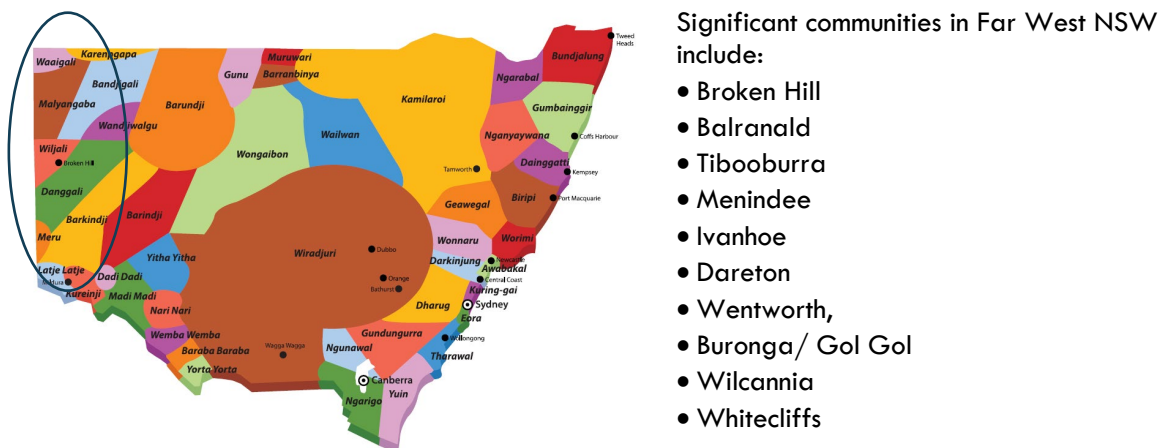 Tweed
Heads
Bundjalung
Karenggapa
Waaigali
Muruwari
Barranbinya
Gunu
Ngarabal
Bandjigali
Kamilaroi
Malyangaba
Barundji
Gumbainggir
Wandjiwalgu
Wailwan
Nganyaywana
Coffs Harbour
Wiljali
Wongaibon
Broken Hill
Dainggatti
Tamworth
Kempsey
Danggali
Biripi
Port Macquarie
Geawegal
Barkindji
Barindji
Meru
Wonnaru
Worimi
Wiradjuri
Dubbo
Yitha Yitha
Darkinjung
Newcastle
Awabakal
Latje Latje
Dadi Dadi
Orange
Central Coast
Mildura
Bathurst
Kuring-gai
Kureinji
Madi Madi
Sydney
Nari Nari
Dharug
Eora
Wemba Wemba
Gundungurra
Wollongong
Wagga Wagga
Ngunawal
Tharawal
Baraba Baraba
Yorta Yorta
Canberra
Yuin
Ngarigo
Significant communities in Far West NSW
include:
• Broken Hill
• Balranald
• Tibooburra
• Menindee
• Ivanhoe
• Dareton
• Wentworth,
• Buronga/ Gol Gol
• Wilcannia
• Whitecliffs